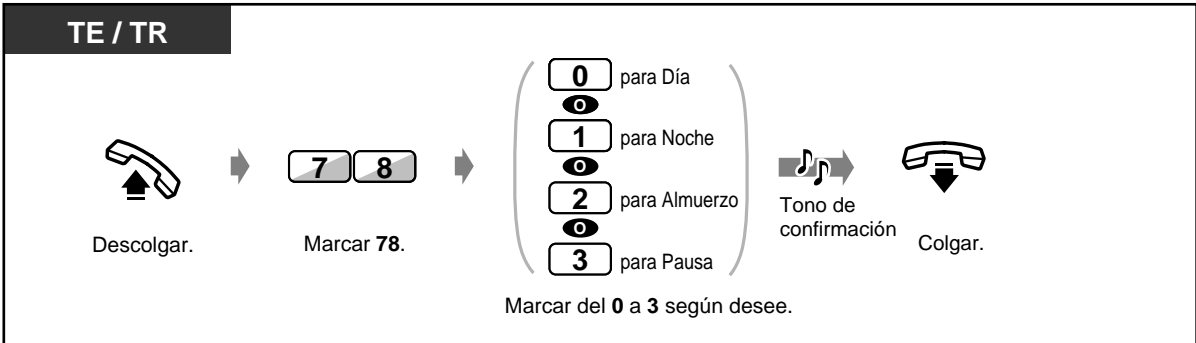 TE / TR
Descolgar.
7 8
Marcar 78.
0 para Día
O
1 para Noche
O
2 para Almuerzo
O
3 para Pausa
Marcar del 0 a 3 según desee.
Tono de
confirmación
Colgar.